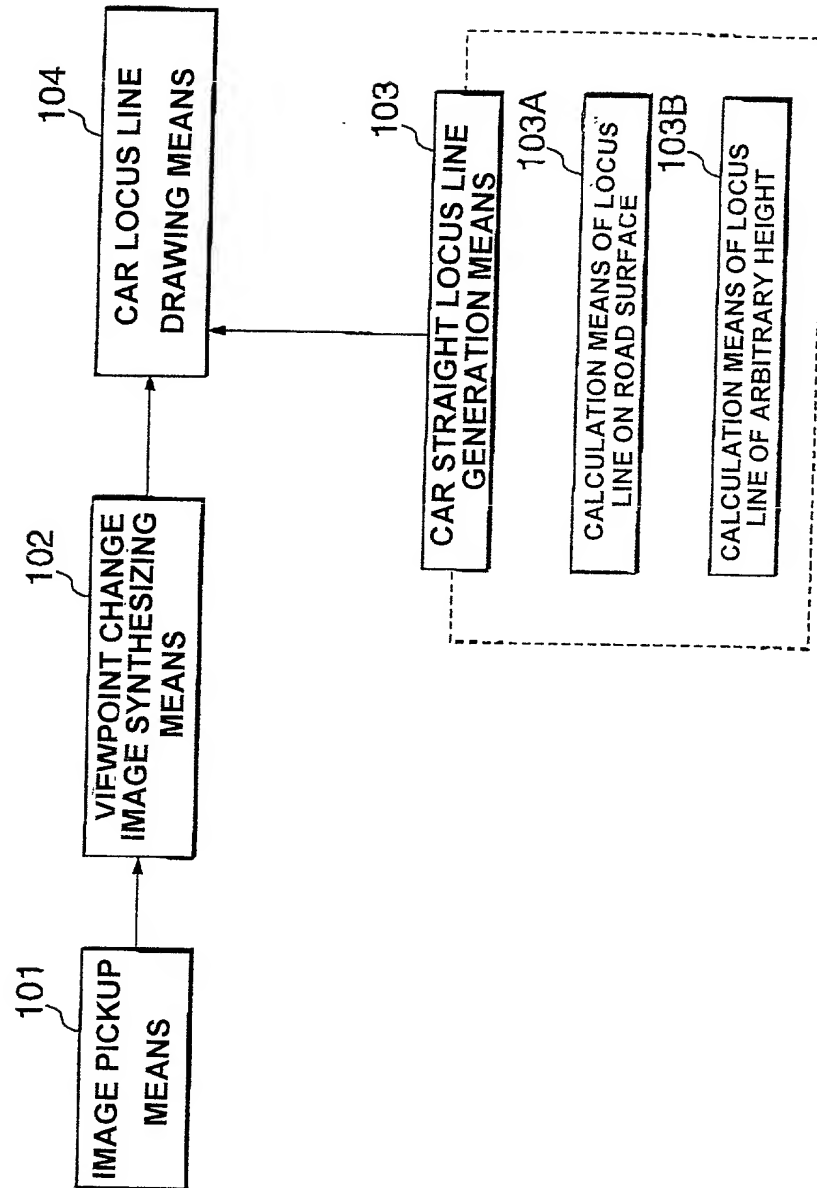 101
IMAGE PICKUP
MEANS
102
VIEWPOINT CHANGE
IMAGE SYNTHESIZING
MEANS
104
CAR LOCUS LINE
DRAWING MEANS
103
CAR STRAIGHT LOCUS LINE
GENERATION MEANS
103A
CALCULATION MEANS OF LOCUS
LINE ON ROAD SURFACE
103B
CALCULATION MEANS OF LOCUS
LINE OF ARBITRARY HEIGHT